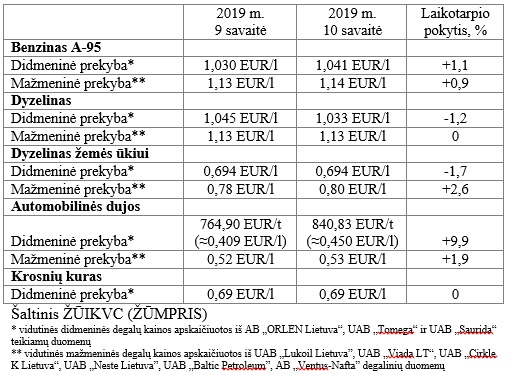 2019 m. 2019 m. Laikotarpio
9 savaitė 10 savaitė pokytis, %
Benzinas A-95
Didmeninė prekyba* 1,030 EUR/l 1,041 EUR/l +1,1
Mažmeninė prekyba** 1,13 EUR/l 1,14 EUR/l +0,9
Dyzelinas
Didmeninė prekyba* 1,045 EUR/l 1,033 EUR/l -1,2
Mažmeninė prekyba** 1,13 EUR/l 1,13 EUR/l 0
Dyzelinas žemės ūkiui
Didmeninė prekyba* 0,694 EUR/l 0,694 EUR/l -1,7
Mažmeninė prekyba** 0,78 EUR/l 0,80 EUR/l +2,6
Automobilinės dujos
764,90 EUR/t 840,83 EUR/t
Didmeninė prekyba* (≈0,409 EUR/l) (≈0,450 EUR/l) +9,9
Mažmeninė prekyba** 0,52 EUR/l 0,53 EUR/l +1,9
Krosnių kuras
Didmeninė prekyba* 0,69 EUR/l 0,69 EUR/l 0
Šaltinis ŽŪIKVC (ŽŪMPRIS)
* vidutinės didmeninės degalų kainos apskaičiuotos iš AB „ORLEN Lietuva“, UAB „Tomega“ ir UAB „Saurida“
teikiamų duomenų
** vidutinės mažmeninės degalų kainos apskaičiuotos iš UAB „Lukoil Lietuva”, UAB „Viada LT“, UAB „Cirkle
K Lietuva“, UAB „Neste Lietuva”, UAB „Baltic Petroleum”, AB „Ventus-Nafta” degalinių duomenų